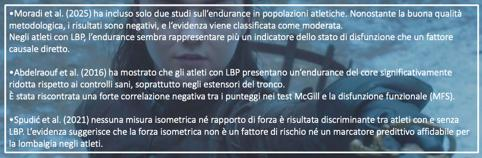 •Moradi et al. (2025) ha incluso solo due studi sull'endurance in popolazioni atletiche. Nonostante la buona qualità
metodologica, i risultati sono negativi, e l'evidenza viene classificata come moderata.
Negli atleti con LBP, l'endurance sembra rappresentare più un indicatore dello stato di disfunzione che un fattore
causale diretto.
•Abdelraouf et al. (2016) ha mostrato che gli atleti con LBP presentano un'endurance del core significativamente
ridotta rispetto ai controlli sani, soprattutto negli estensori del tronco.
È stata riscontrata una forte correlazione negativa tra i punteggi nei test McGill e la disfunzione funzionale (MFS).
•Spudić et al. (2021) nessuna misura isometrica né rapporto di forza è risultata discriminante tra atleti con e senza
LBP. L'evidenza suggerisce che la forza isometrica non è un fattore di rischio né un marcatore predittivo affidabile per
la lombalgia negli atleti.